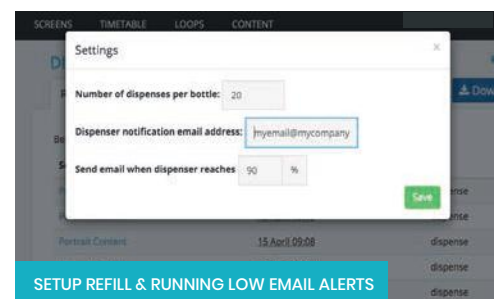 SCREENS TIMETABLE LOOPS CONTENT
Settings ×
Number of dispenses per bottle: 20
Dow
Dispenser notification email address: myemail@mycompany
Send email when dispenser reaches 90 %
Save
Portrait Content 15 April 09:08 dispense
dispense
dispense
SETUP REFILL & RUNNING LOW EMAIL ALERTS